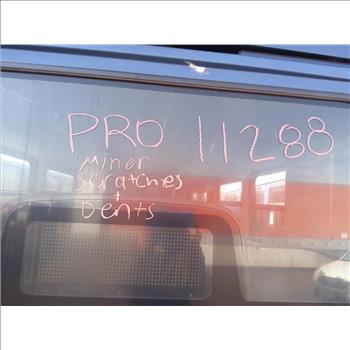 PRO 11288
Miner
Scratches
+
Dents